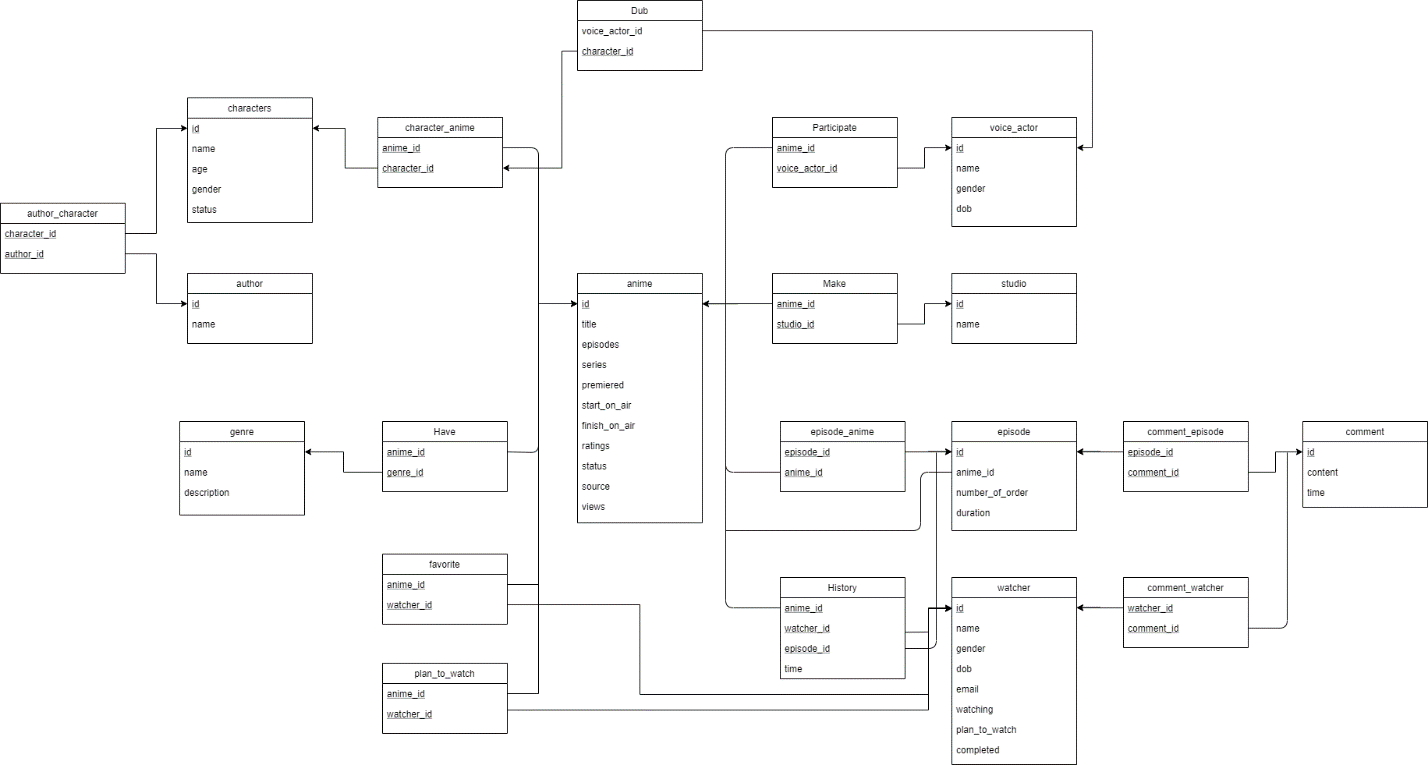 Dub
voice_actor_id
character_id
characters
id
name
age
gender
status
character_anime
anime_id
character_id
Participate
anime_id
voice_actor_id
voice_actor
id
name
gender
dob
author_character
character_id
author_id
author
id
name
anime
id
title
episodes
series
premiered
start_on_air
finish_on_air
ratings
status
source
views
Make
anime_id
studio_id
studio
id
name
genre
id
name
description
Have
anime_id
genre_id
episode_anime
episode_id
anime_id
episode
id
anime_id
number_of_order
duration
comment_episode
episode_id
comment_id
comment
id
content
time
favorite
anime_id
watcher_id
History
anime_id
watcher_id
episode_id
time
watcher
id
name
gender
dob
email
watching
plan_to_watch
completed
comment_watcher
watcher_id
comment_id
plan_to_watch
anime_id
watcher_id